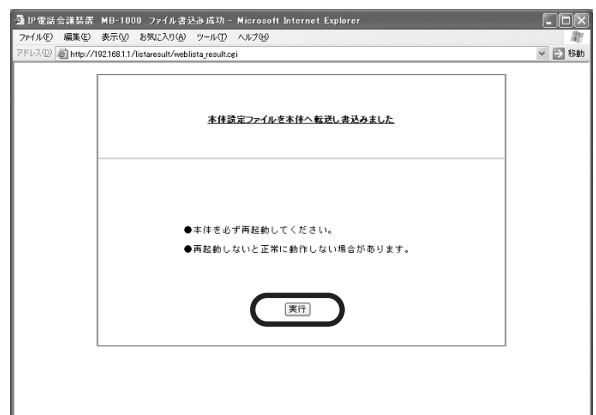 IP電話会議装置 MB-1000 ファイル書込み成功 - Microsoft Internet Explorer
ファイル(F) 編集(E) 表示(V) お気に入り(A) ツール(T) ヘルプ(H)
アドレス(D) http://192.168.1.1/listaresult/weblista_result.cgi 移動
本体設定ファイルを本体へ転送し書込みました
●本体を必ず再起動してください。
●再起動しないと正常に動作しない場合があります。
実行